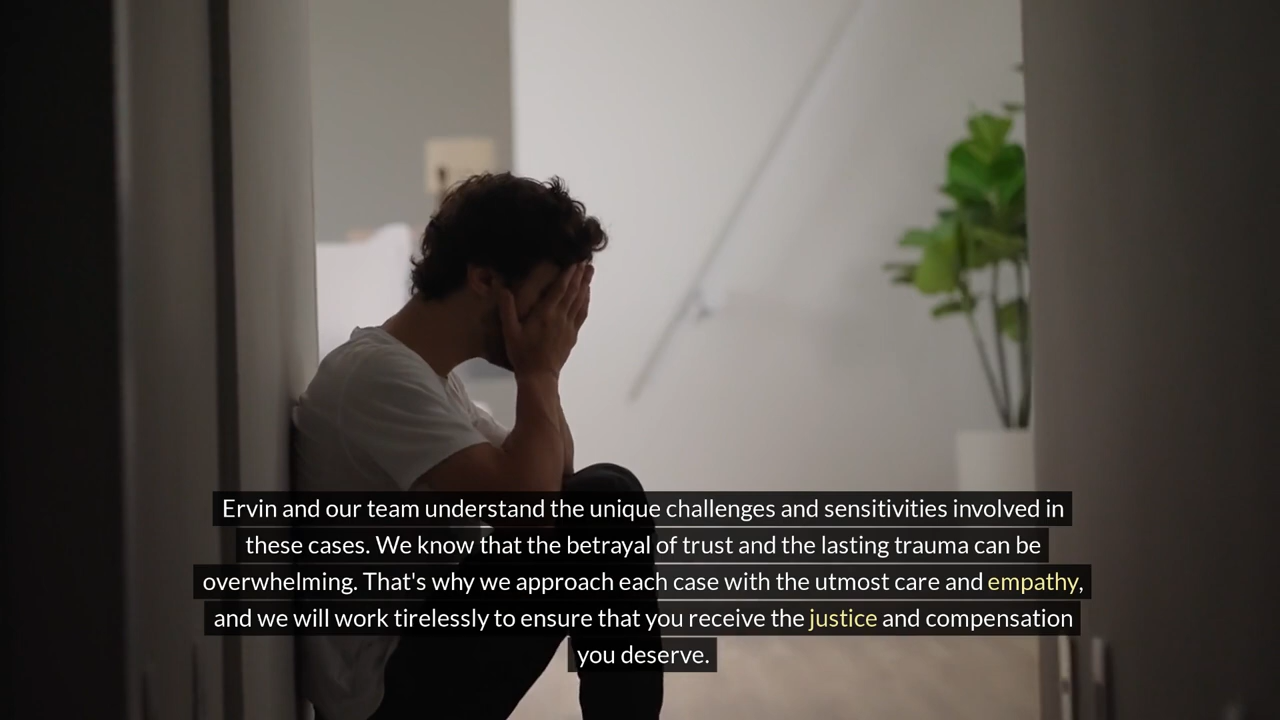 Ervin and our team understand the unique challenges and sensitivities involved in
these cases. We know that the betrayal of trust and the lasting trauma can be
overwhelming. That's why we approach each case with the utmost care and empathy,
and we will work tirelessly to ensure that you receive the justice and compensation
you deserve.